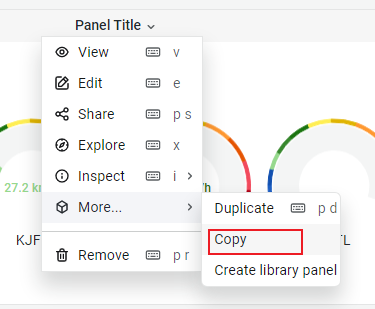 Panel Title
View v
Edit e
Share p s
Explore x
Inspect i
27.2 k
/h
More...
Duplicate p d
KJF
Copy
TL
Remove p r
Create library panel